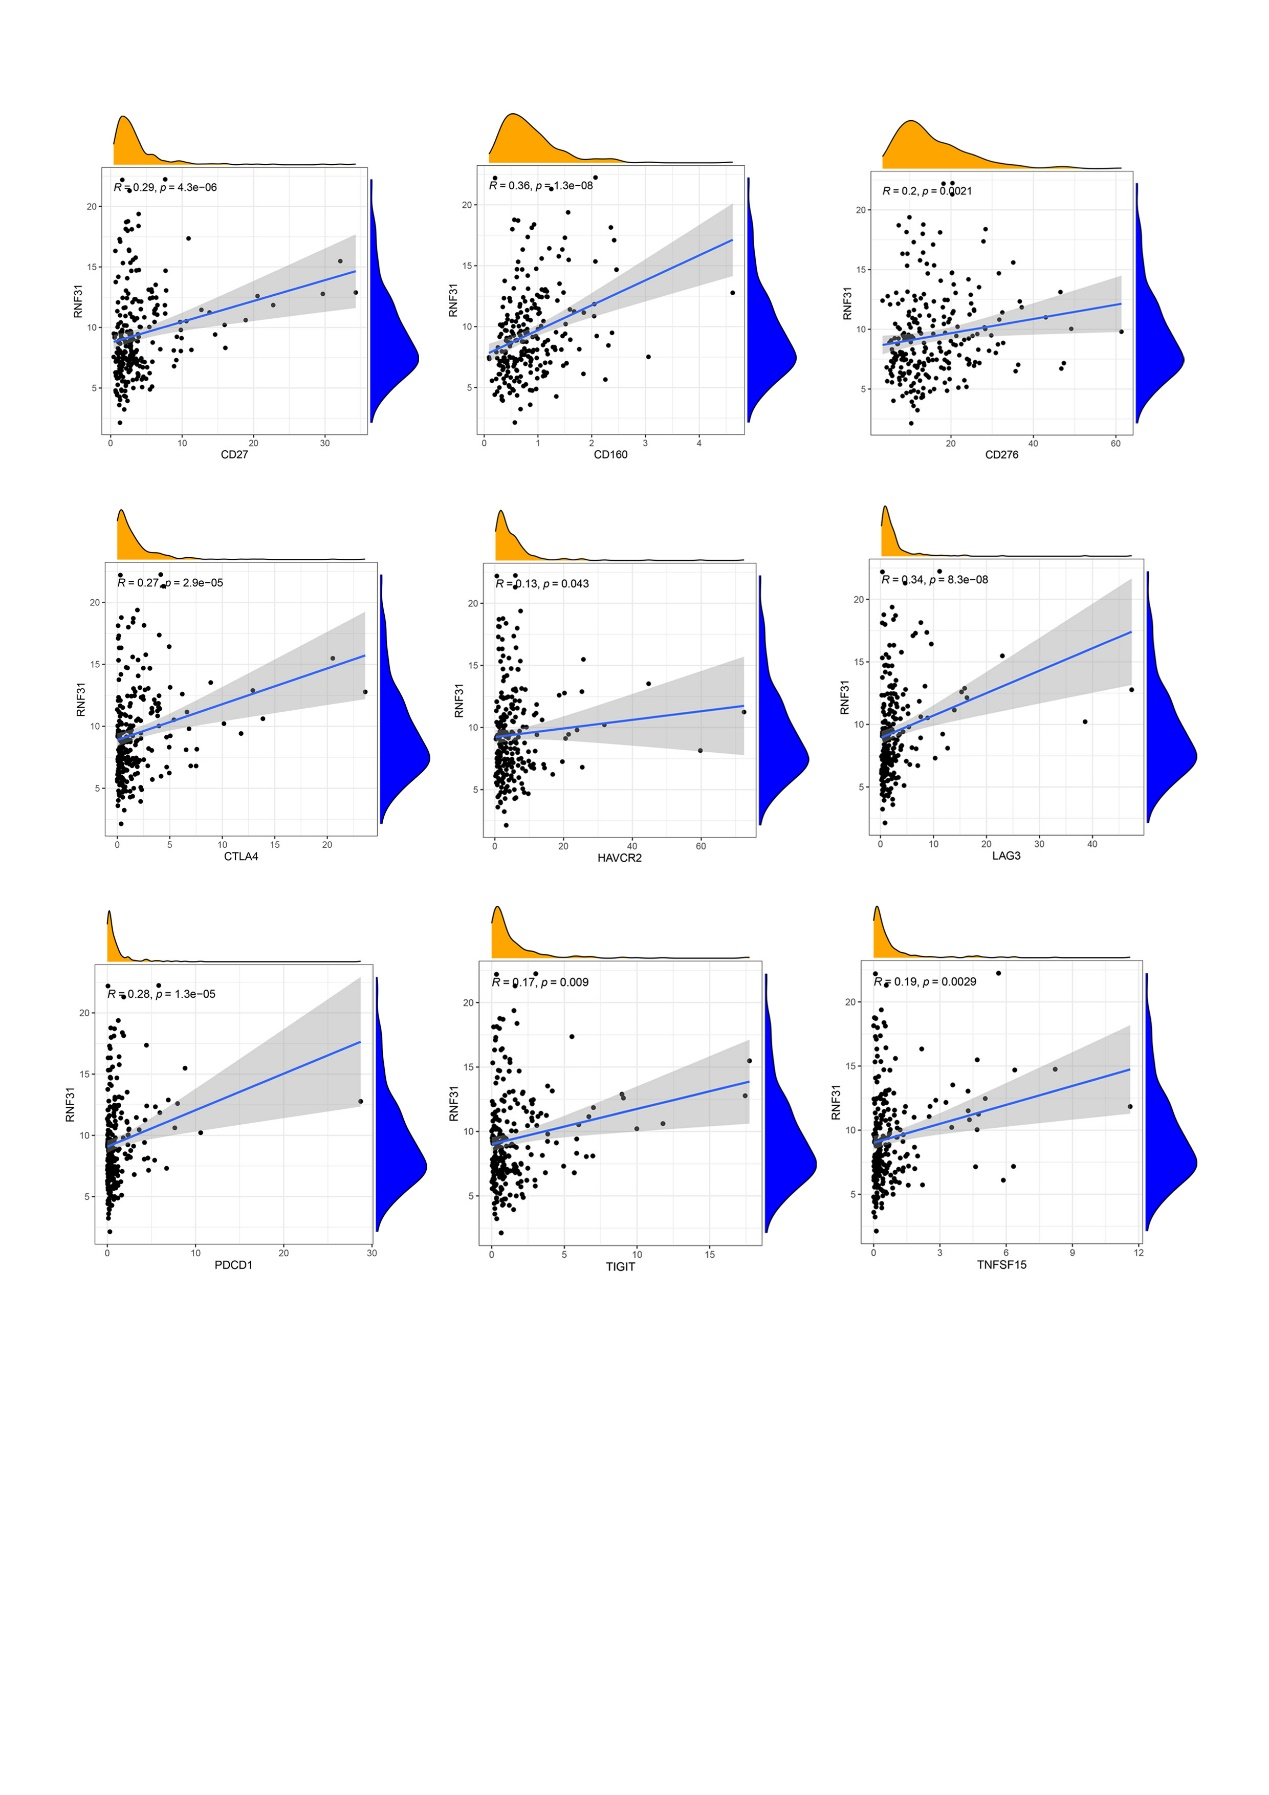 R = 0.29, p = 4.3e−06
RNF31
20
15
10
5
0 10 20 30
CD27
R = 0.36, p = 1.3e−08
RNF31
20
15
10
5
0 1 2 3 4
CD160
R = 0.2, p = 0.0021
RNF31
20
15
10
5
20 40 60
CD276
R = 0.27, p = 2.9e−05
RNF31
20
15
10
5
0 5 10 15 20
CTLA4
R = 0.13, p = 0.043
RNF31
20
15
10
5
0 20 40 60
HAVCR2
R = 0.34, p = 8.3e−08
RNF31
20
15
10
5
0 10 20 30 40
LAG3
R = 0.28, p = 1.3e−05
RNF31
20
15
10
5
0 10 20 30
PDCD1
R = 0.17, p = 0.009
RNF31
20
15
10
5
0 5 10 15
TIGIT
R = 0.19, p = 0.0029
RNF31
20
15
10
5
0 3 6 9 12
TNFSF15